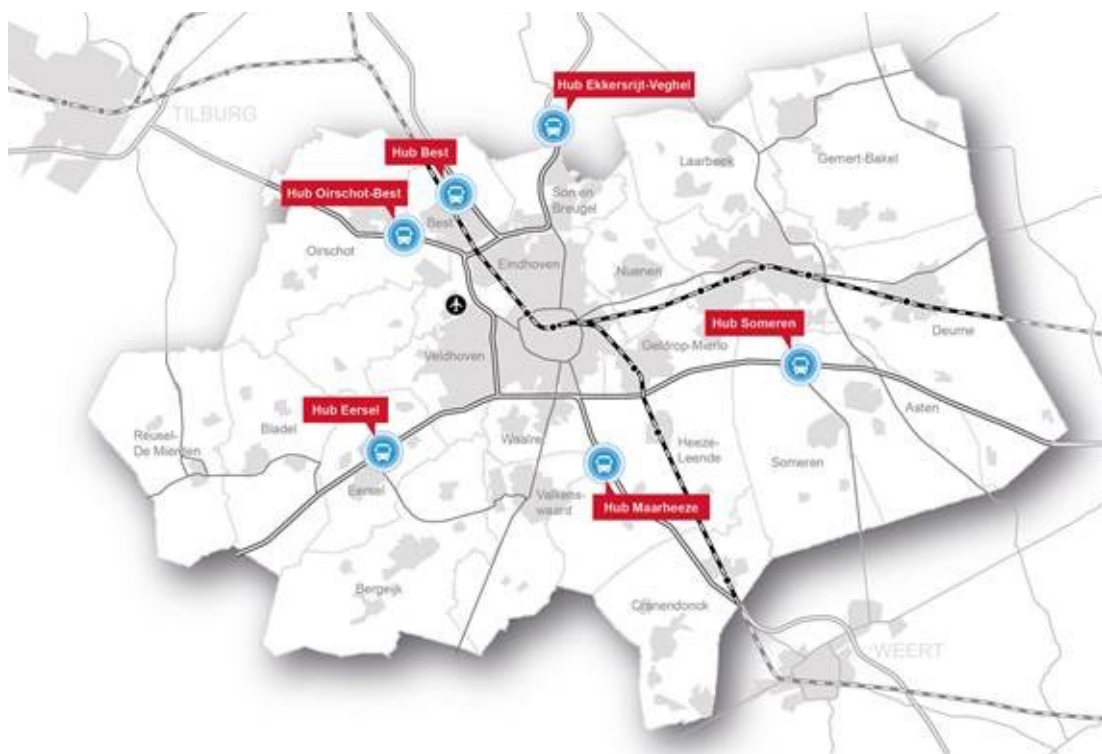 Hub Ekkersrijt-Veghel
TILBURG
Hub Best
Laarbeek
Gemert-Bakel
Hub Oirschot-Best
Son en
Breugel
Best
Oirschot
Eindhoven
Nuenen
Hub Someren
Deurne
Veldhoven
Geldrop-Mierlo
Hub Eersel
Asten
Reusel-
De Mierden
Bladel
Waalre
Heeze-
Leende
Someren
Eersel
Valkens-
waard
Hub Maarheeze
Bergeijk
Cranendonck
WEERT